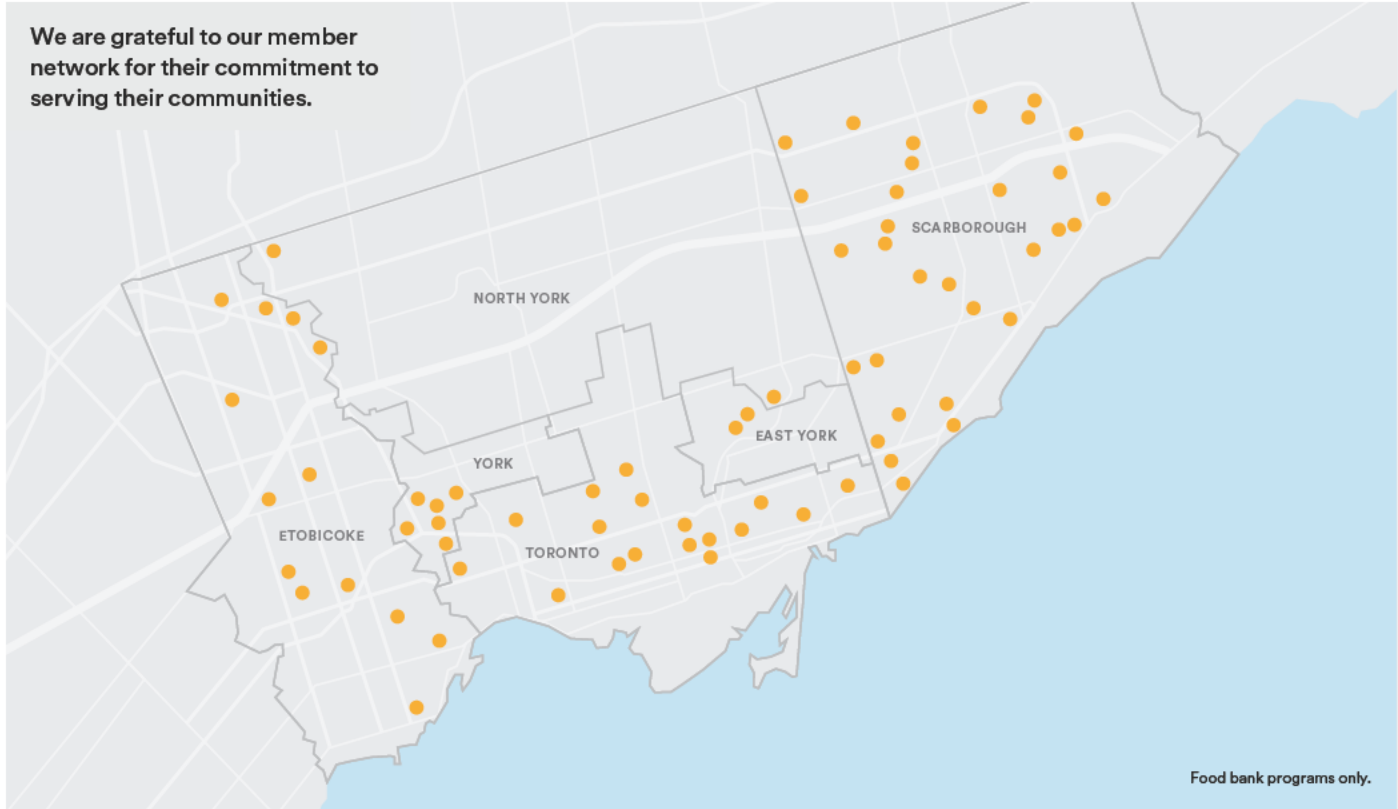 We are grateful to our member
network for their commitment to
serving their communities.
SCARBOROUGH
NORTH YORK
EAST YORK
YORK
ETOBICOKE
TORONTO
Food bank programs only.